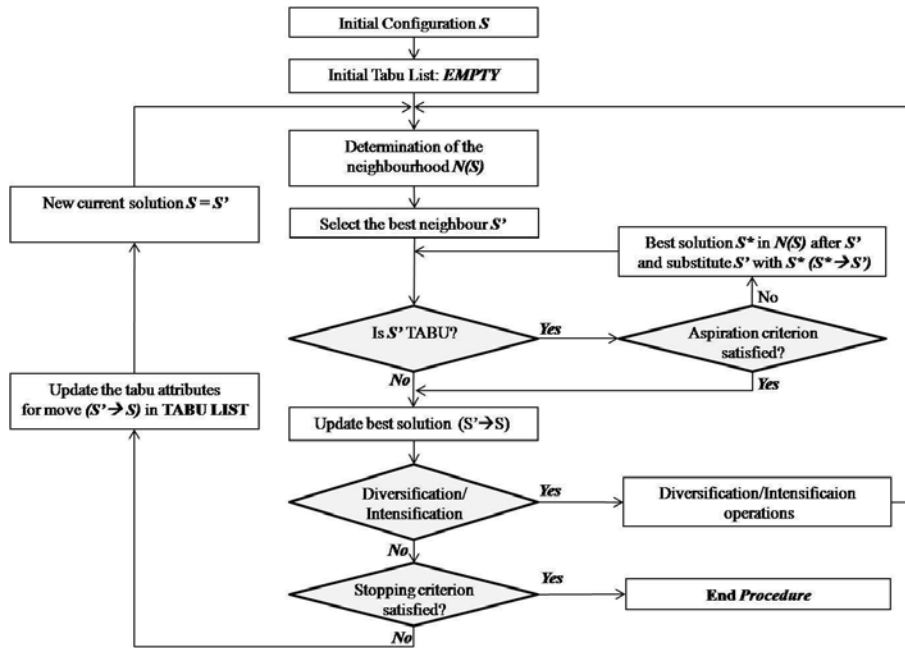 Initial Configuration S
Initial Tabu List: EMPTY
Determination of the
neighbourhood N(S)
New current solution S = S’
Select the best neighbour S’
Best solution S* in N(S) after S’
and substitute S’ with S* (S*→S’)
No
Is S’ TABU?
Yes
Aspiration criterion
satisfied?
No
Yes
Update the tabu attributes
for move (S’→ S) in TABU LIST
Update best solution (S’→S)
Diversification/
Intensification
Yes
Diversification/Intensificaion
operations
No
Stopping criterion
satisfied?
Yes
End Procedure
No